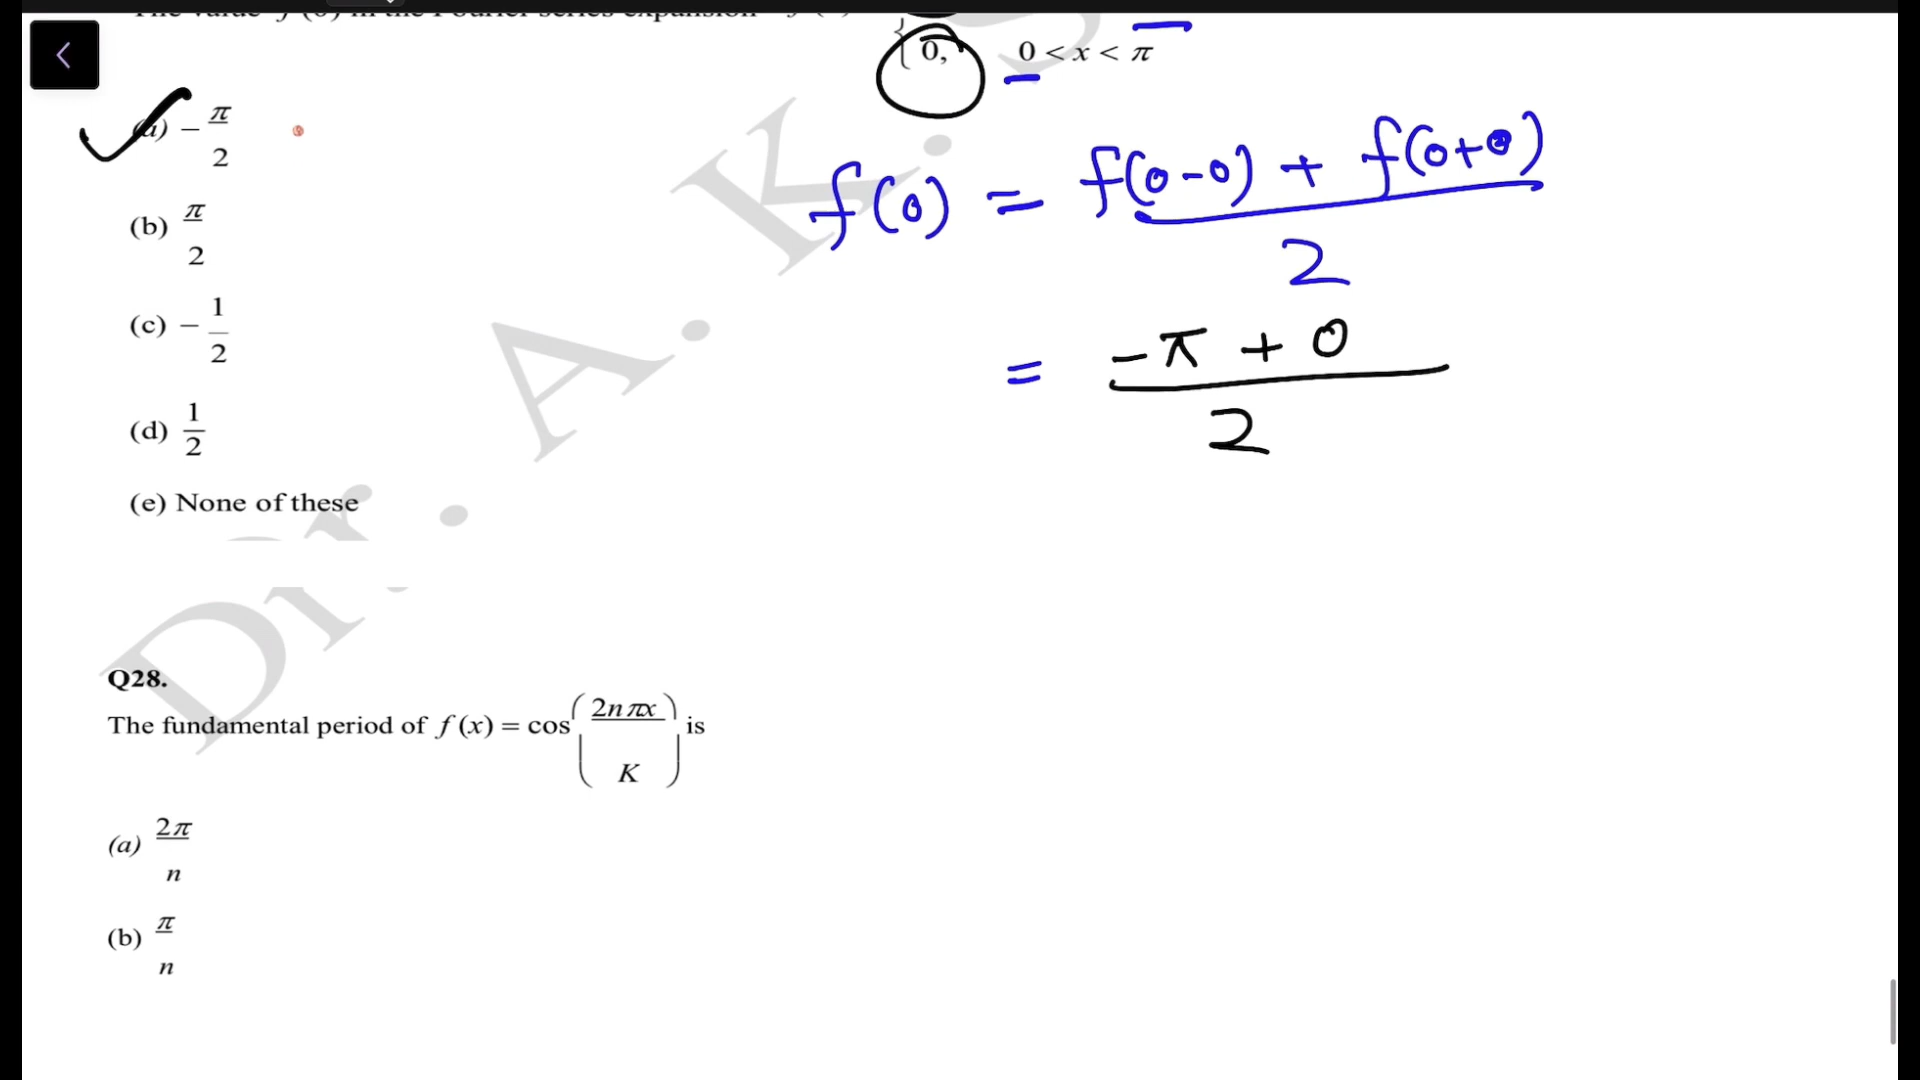 0, 0 < x < π
(a) − π/2
f(0) = f(0-0) + f(0+0) / 2
(b) π/2
(c) − 1/2
= -π + 0 / 2
(d) 1/2
(e) None of these
Dr. A. K.
Q28.
The fundamental period of f(x) = cos(2nπx / K) is
(a) 2π/n
(b) π/n